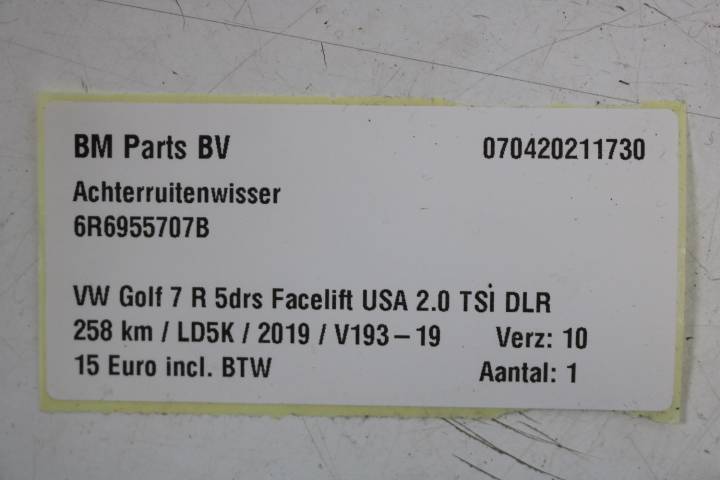 BM Parts BV 070420211730
Achterruitenwisser
6R6955707B
VW Golf 7 R 5drs Facelift USA 2.0 TSi DLR
258 km / LD5K / 2019 / V193-19 Verz: 10
15 Euro incl. BTW Aantal: 1